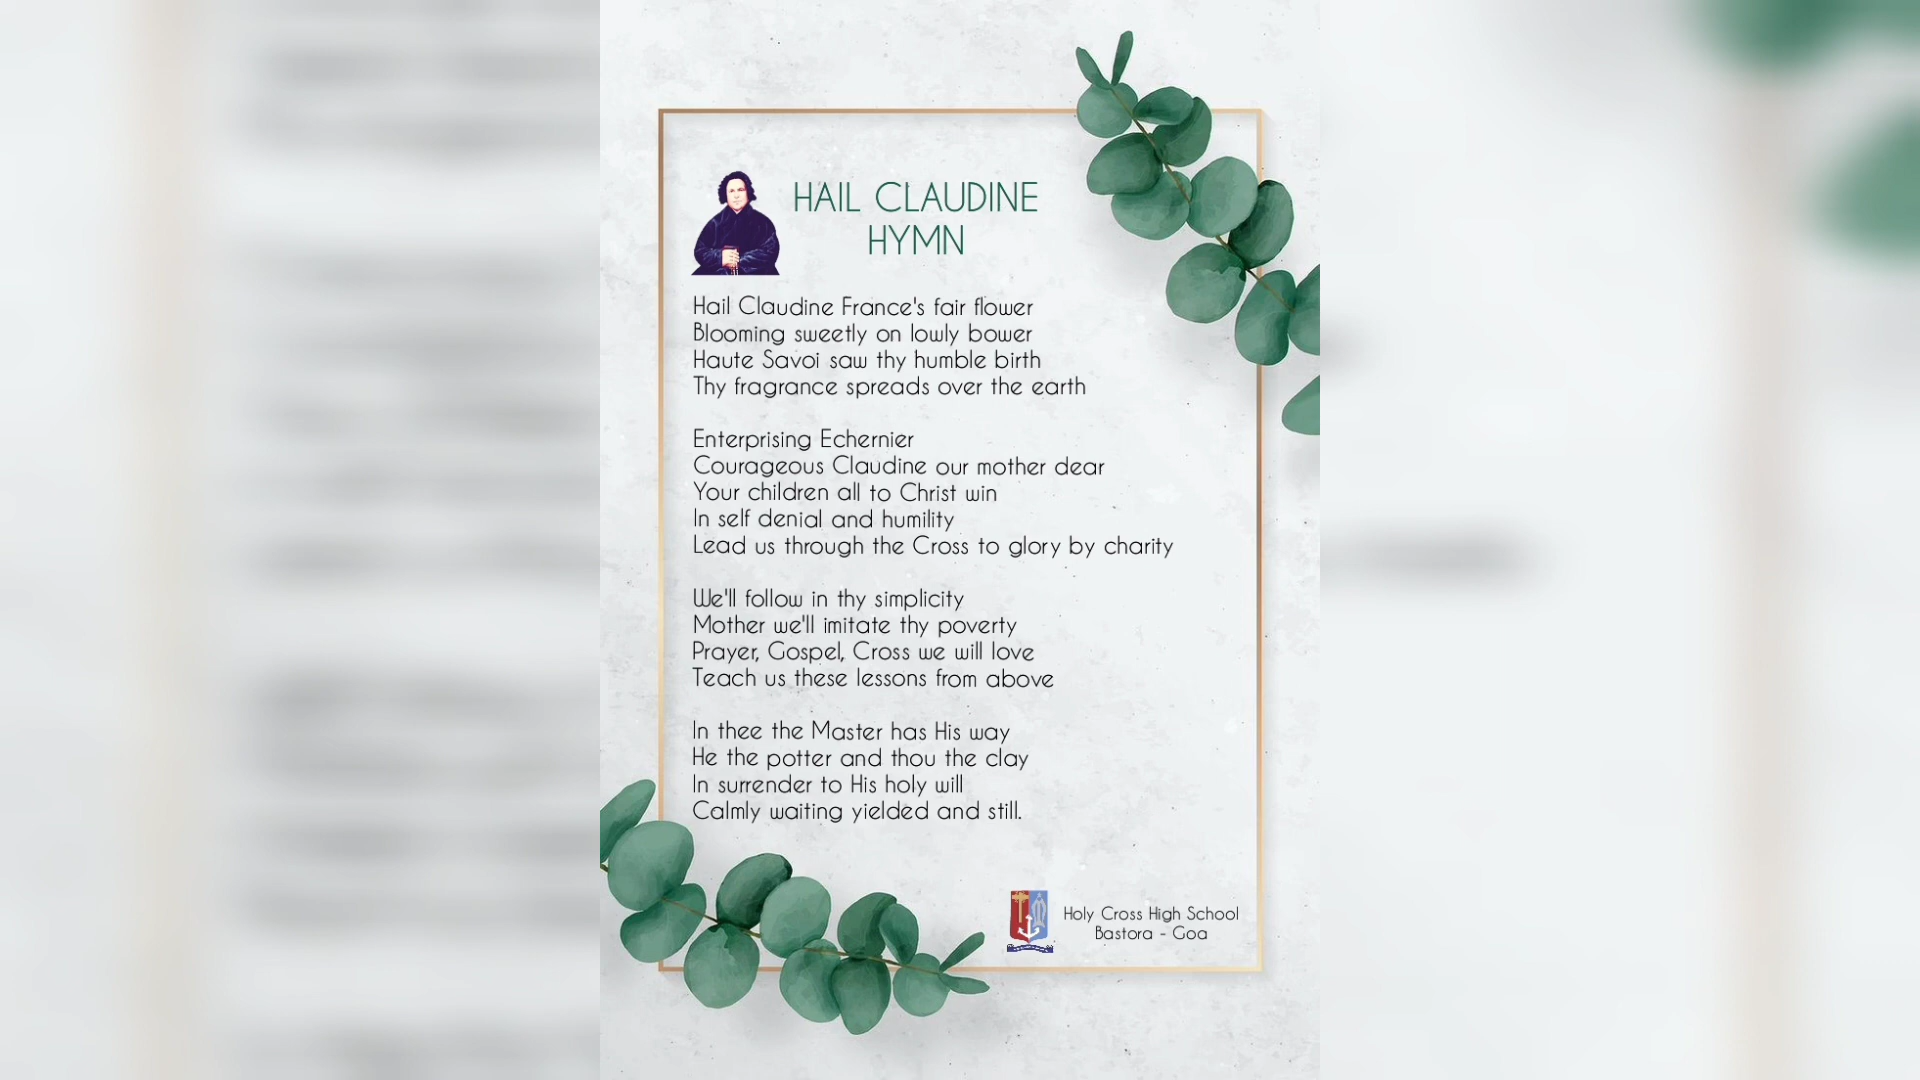 HAIL CLAUDINE
HYMN
Hail Claudine France's fair flower
Blooming sweetly on lowly bower
Haute Savoi saw thy humble birth
Thy fragrance spreads over the earth
Enterprising Echernier
Courageous Claudine our mother dear
Your children all to Christ win
In self denial and humility
Lead us through the Cross to glory by charity
We'll follow in thy simplicity
Mother we'll imitate thy poverty
Prayer, Gospel, Cross we will love
Teach us these lessons from above
In thee the Master has His way
He the potter and thou the clay
In surrender to His holy will
Calmly waiting yielded and still.
Holy Cross High School
Bastora - Goa